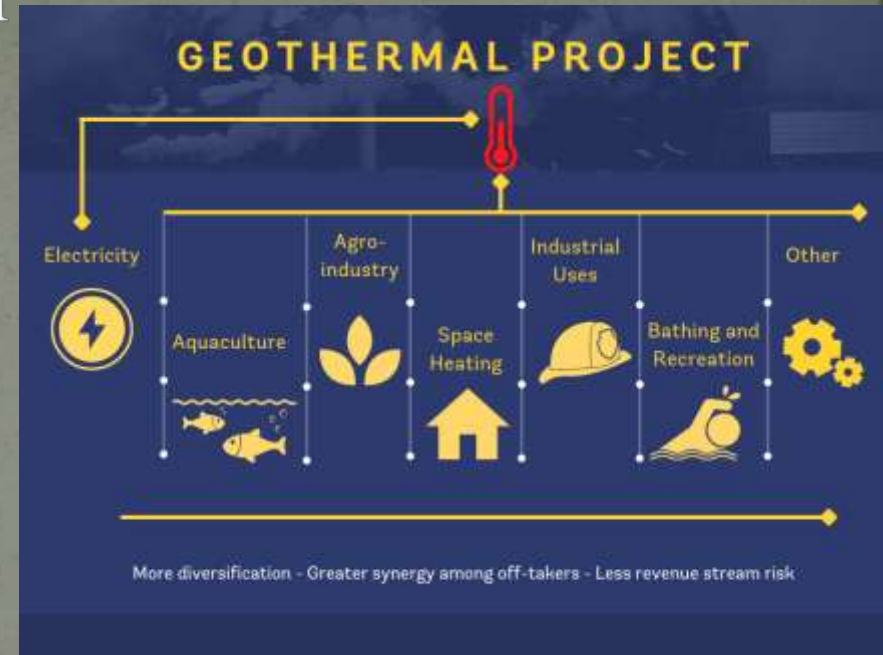 GEOTHERMAL PROJECT
Electricity
Aquaculture
Agro-
industry
Space
Heating
Industrial
Uses
Bathing and
Recreation
Other
More diversification - Greater synergy among off-takers - Less revenue stream risk